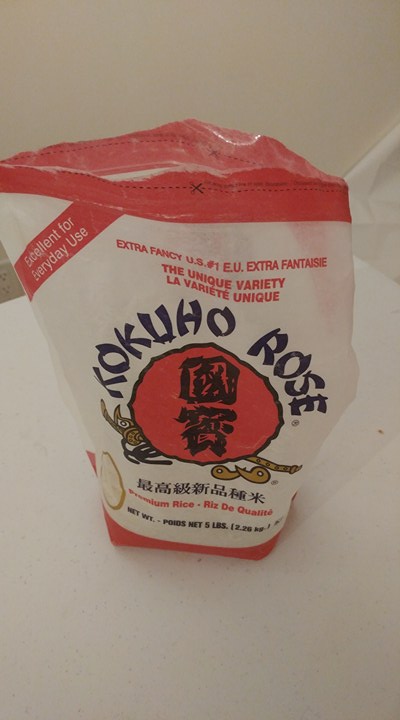 Excellent for
Everyday Use
EXTRA FANCY U.S.#1 E.U. EXTRA FANTAISIE
THE UNIQUE VARIETY
LA VARIÉTÉ UNIQUE
KOKUHO ROSE
®
國
寳
®
最高級新品種米
Premium Rice - Riz De Qualité
NET WT. - POIDS NET 5 LBS. (2.26 kg.)